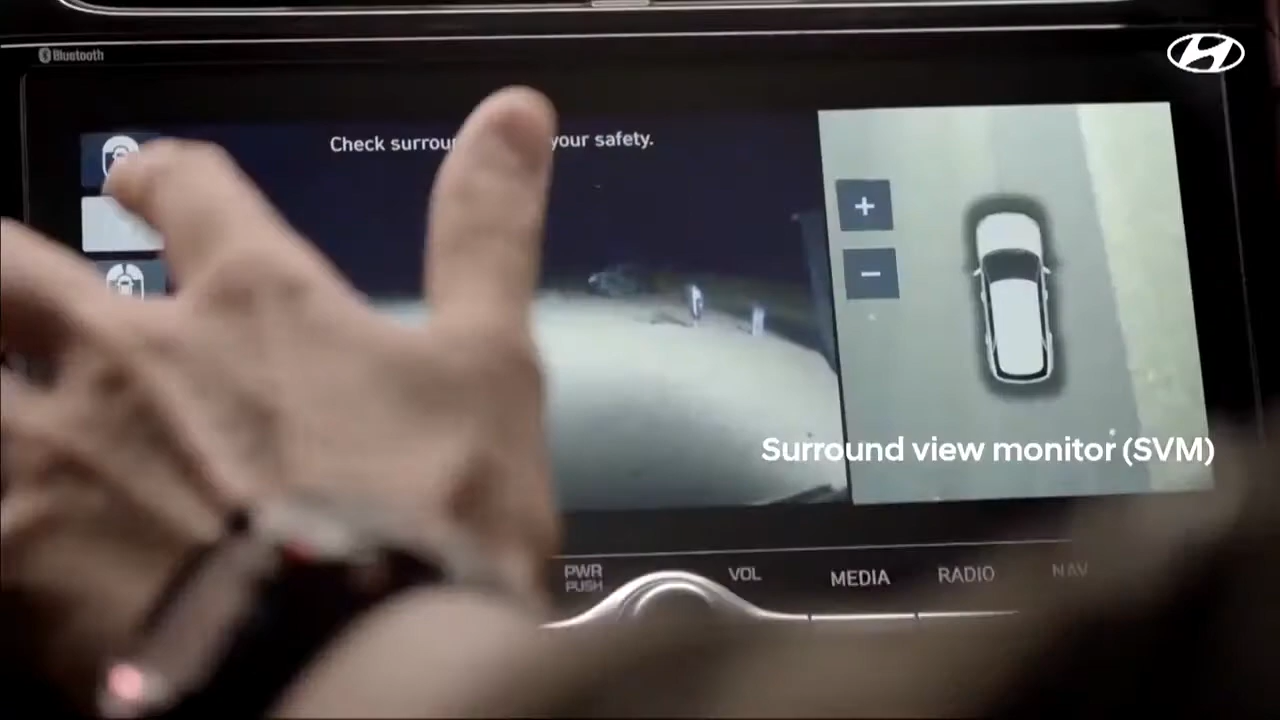 Bluetooth
Check surrou your safety.
+
−
Surround view monitor (SVM)
PWR
PUSH
VOL
MEDIA
RADIO
NAV